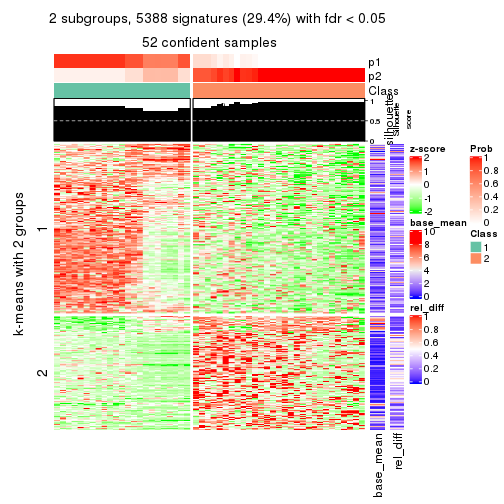 2 subgroups, 5388 signatures (29.4%) with fdr < 0.05
52 confident samples
p1
p2
Class
1
0.5
0
silhouette
Silhouette
score
k-means with 2 groups
1
2
base_mean
rel_diff
z-score
2
1
0
-1
-2
base_mean
10
8
6
4
2
0
rel_diff
1
0.8
0.6
0.4
0.2
0
Prob
1
0.8
0.6
0.4
0.2
0
Class
1
2